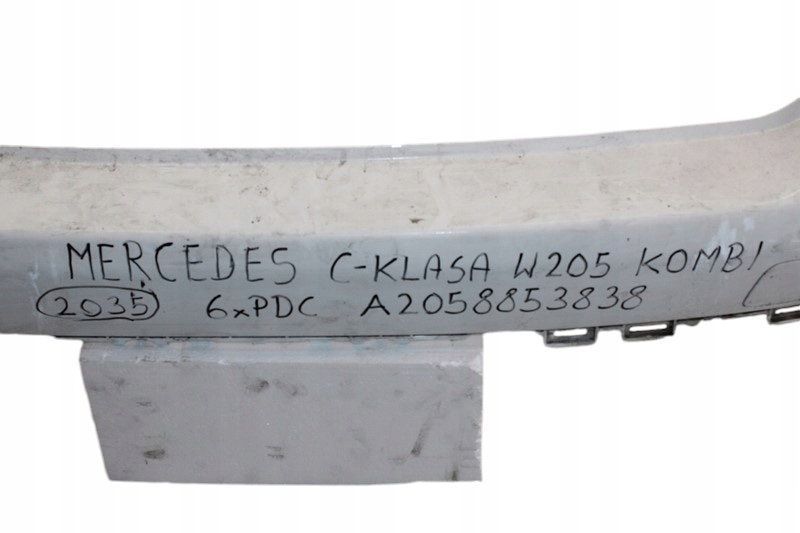 MERCEDES C-KLASA W205 KOMBI
2035 6xPDC A2058853838